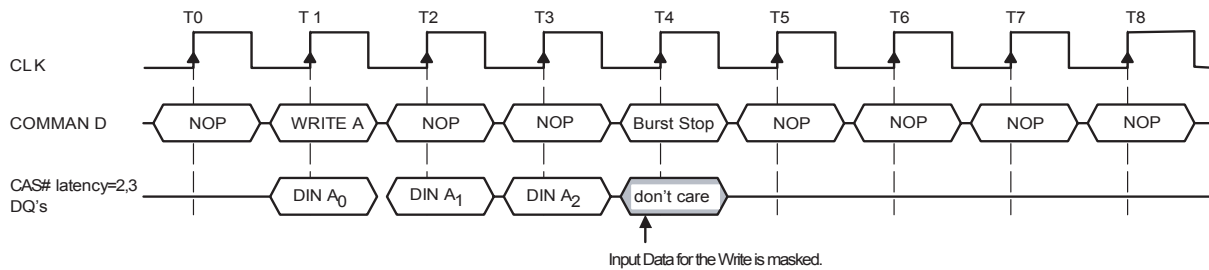 T0 T1 T2 T3 T4 T5 T6 T7 T8
CLK
COMMAN D NOP WRITE A NOP NOP Burst Stop NOP NOP NOP NOP
CAS# latency=2,3
DQ's DIN A0 DIN A1 DIN A2 don't care
Input Data for the Write is masked.